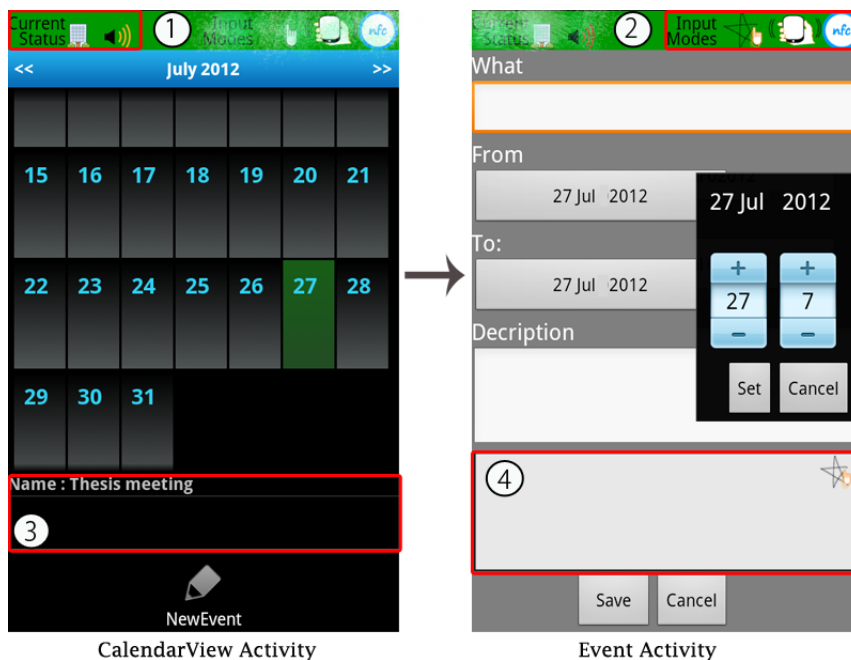 Current
Status
1
Input
Modes
nfc
<< July 2012 >>
15 16 17 18 19 20 21
22 23 24 25 26 27 28
29 30 31
Name : Thesis meeting
3
NewEvent
CalendarView Activity
Current
Status
2
Input
Modes
nfc
What
From
27 Jul 2012
To:
27 Jul 2012
Decription
27 Jul 2012
+ +
27 7
− −
Set Cancel
4
Save Cancel
Event Activity